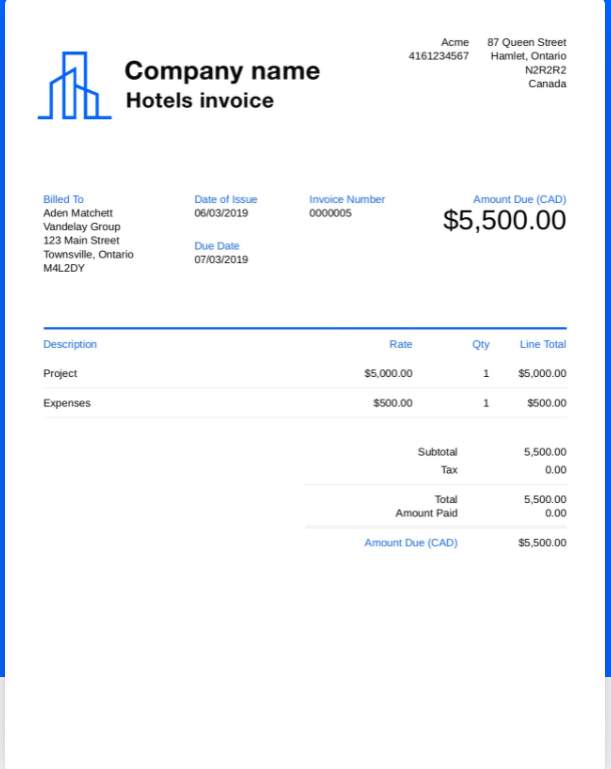 Company name
Hotels invoice
Acme 87 Queen Street
4161234567 Hamlet, Ontario
N2R2R2
Canada
Billed To Date of Issue Invoice Number Amount Due (CAD)
Aden Matchett 06/03/2019 0000005 $5,500.00
Vandelay Group
123 Main Street Due Date
Townsville, Ontario 07/03/2019
M4L2DY
Description Rate Qty Line Total
Project $5,000.00 1 $5,000.00
Expenses $500.00 1 $500.00
Subtotal 5,500.00
Tax 0.00
Total 5,500.00
Amount Paid 0.00
Amount Due (CAD) $5,500.00